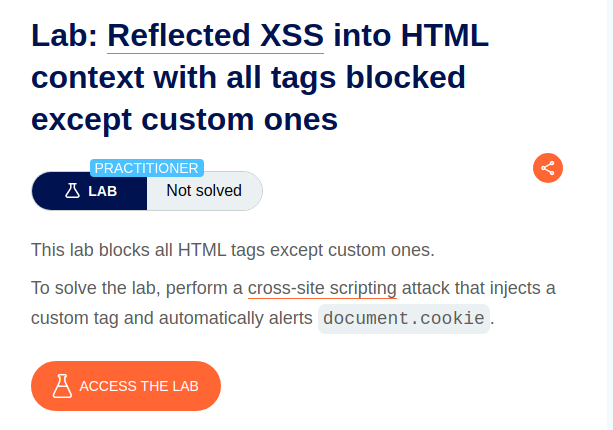 Lab: Reflected XSS into HTML
context with all tags blocked
except custom ones
PRACTITIONER
LAB Not solved
This lab blocks all HTML tags except custom ones.
To solve the lab, perform a cross-site scripting attack that injects a
custom tag and automatically alerts document.cookie.
ACCESS THE LAB